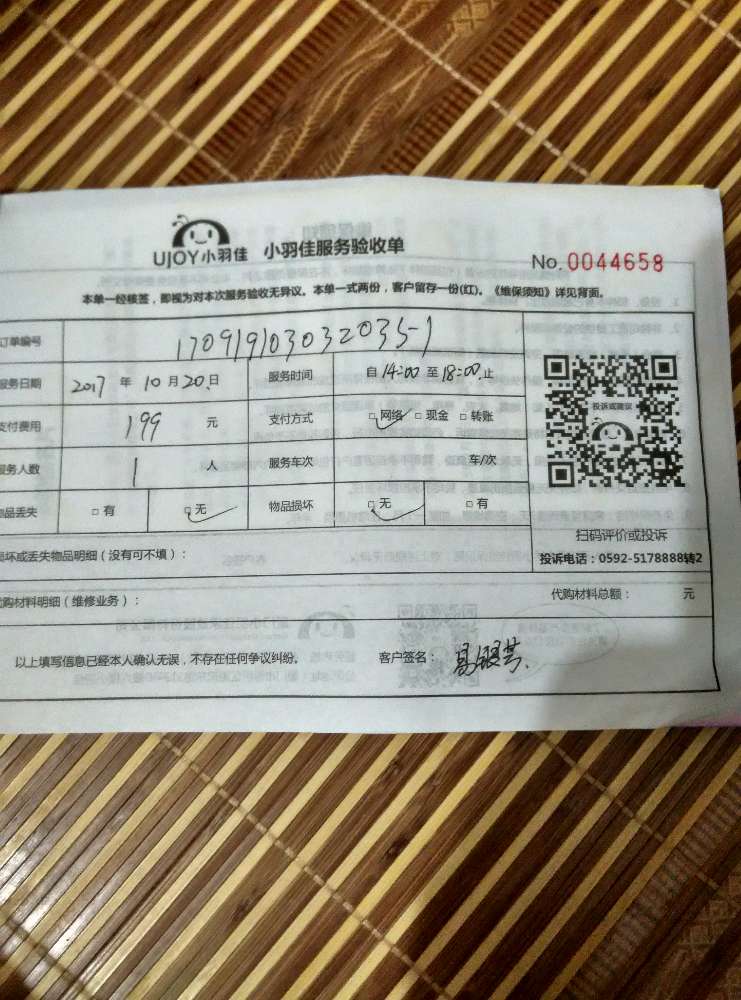 UJOY小羽佳 小羽佳服务验收单
No. 0044658
本单一经核签，即视为对本次服务验收无异议。本单一式两份，客户留存一份(红)。《维保须知》详见背面。
订单编号 17091910303203S-1
服务日期 2017 年 10 月 20 日 服务时间 自 14:00 至 18:00 止
支付费用 199 元 支付方式 □ 网络 □ 现金 □ 转账
服务人数 1 人 服务车次 车/次
物品丢失 □ 有 □ 无 物品损坏 □ 无 □ 有
投诉或建议
扫码评价或投诉
投诉电话：0592-5178888转2
损坏或丢失物品明细（没有可不填）：
代购材料明细（维修业务）： 代购材料总额： 元
以上填写信息已经本人确认无误，不存在任何争议纠纷。 客户签名：